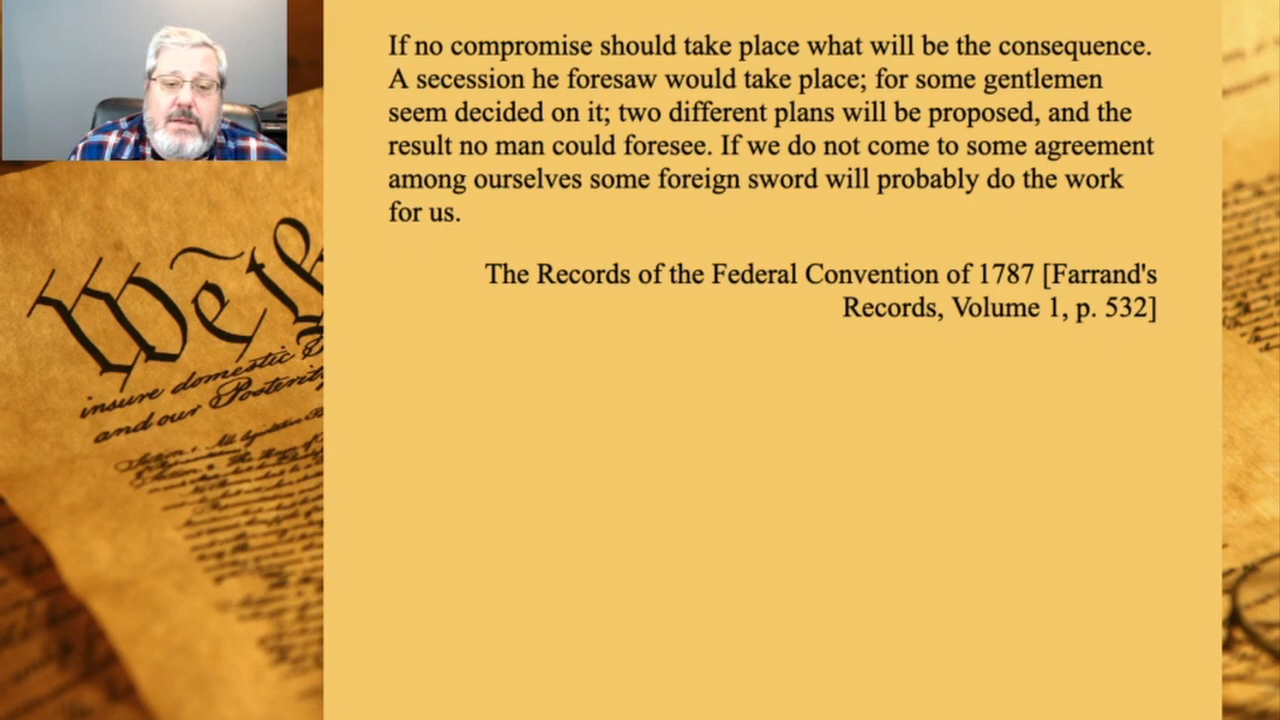 If no compromise should take place what will be the consequence.
A secession he foresaw would take place; for some gentlemen
seem decided on it; two different plans will be proposed, and the
result no man could foresee. If we do not come to some agreement
among ourselves some foreign sword will probably do the work
for us.
The Records of the Federal Convention of 1787 [Farrand's
Records, Volume 1, p. 532]
We the
insure domestic
and our Posterity